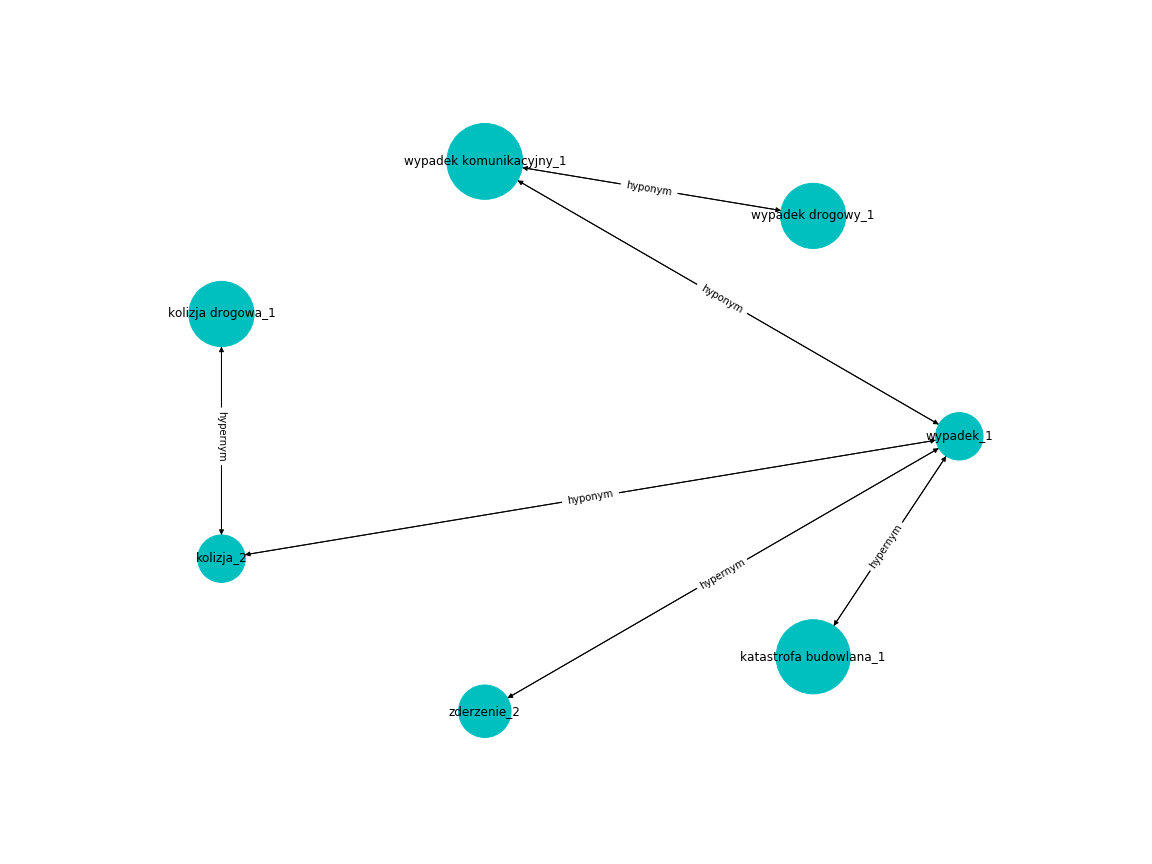 wypadek komunikacyjny_1
hyponym
wypadek drogowy_1
hyponym
kolizja drogowa_1
hypernym
wypadek_1
hyponym
hypernym
kolizja_2
hypernym
katastrofa budowlana_1
zderzenie_2